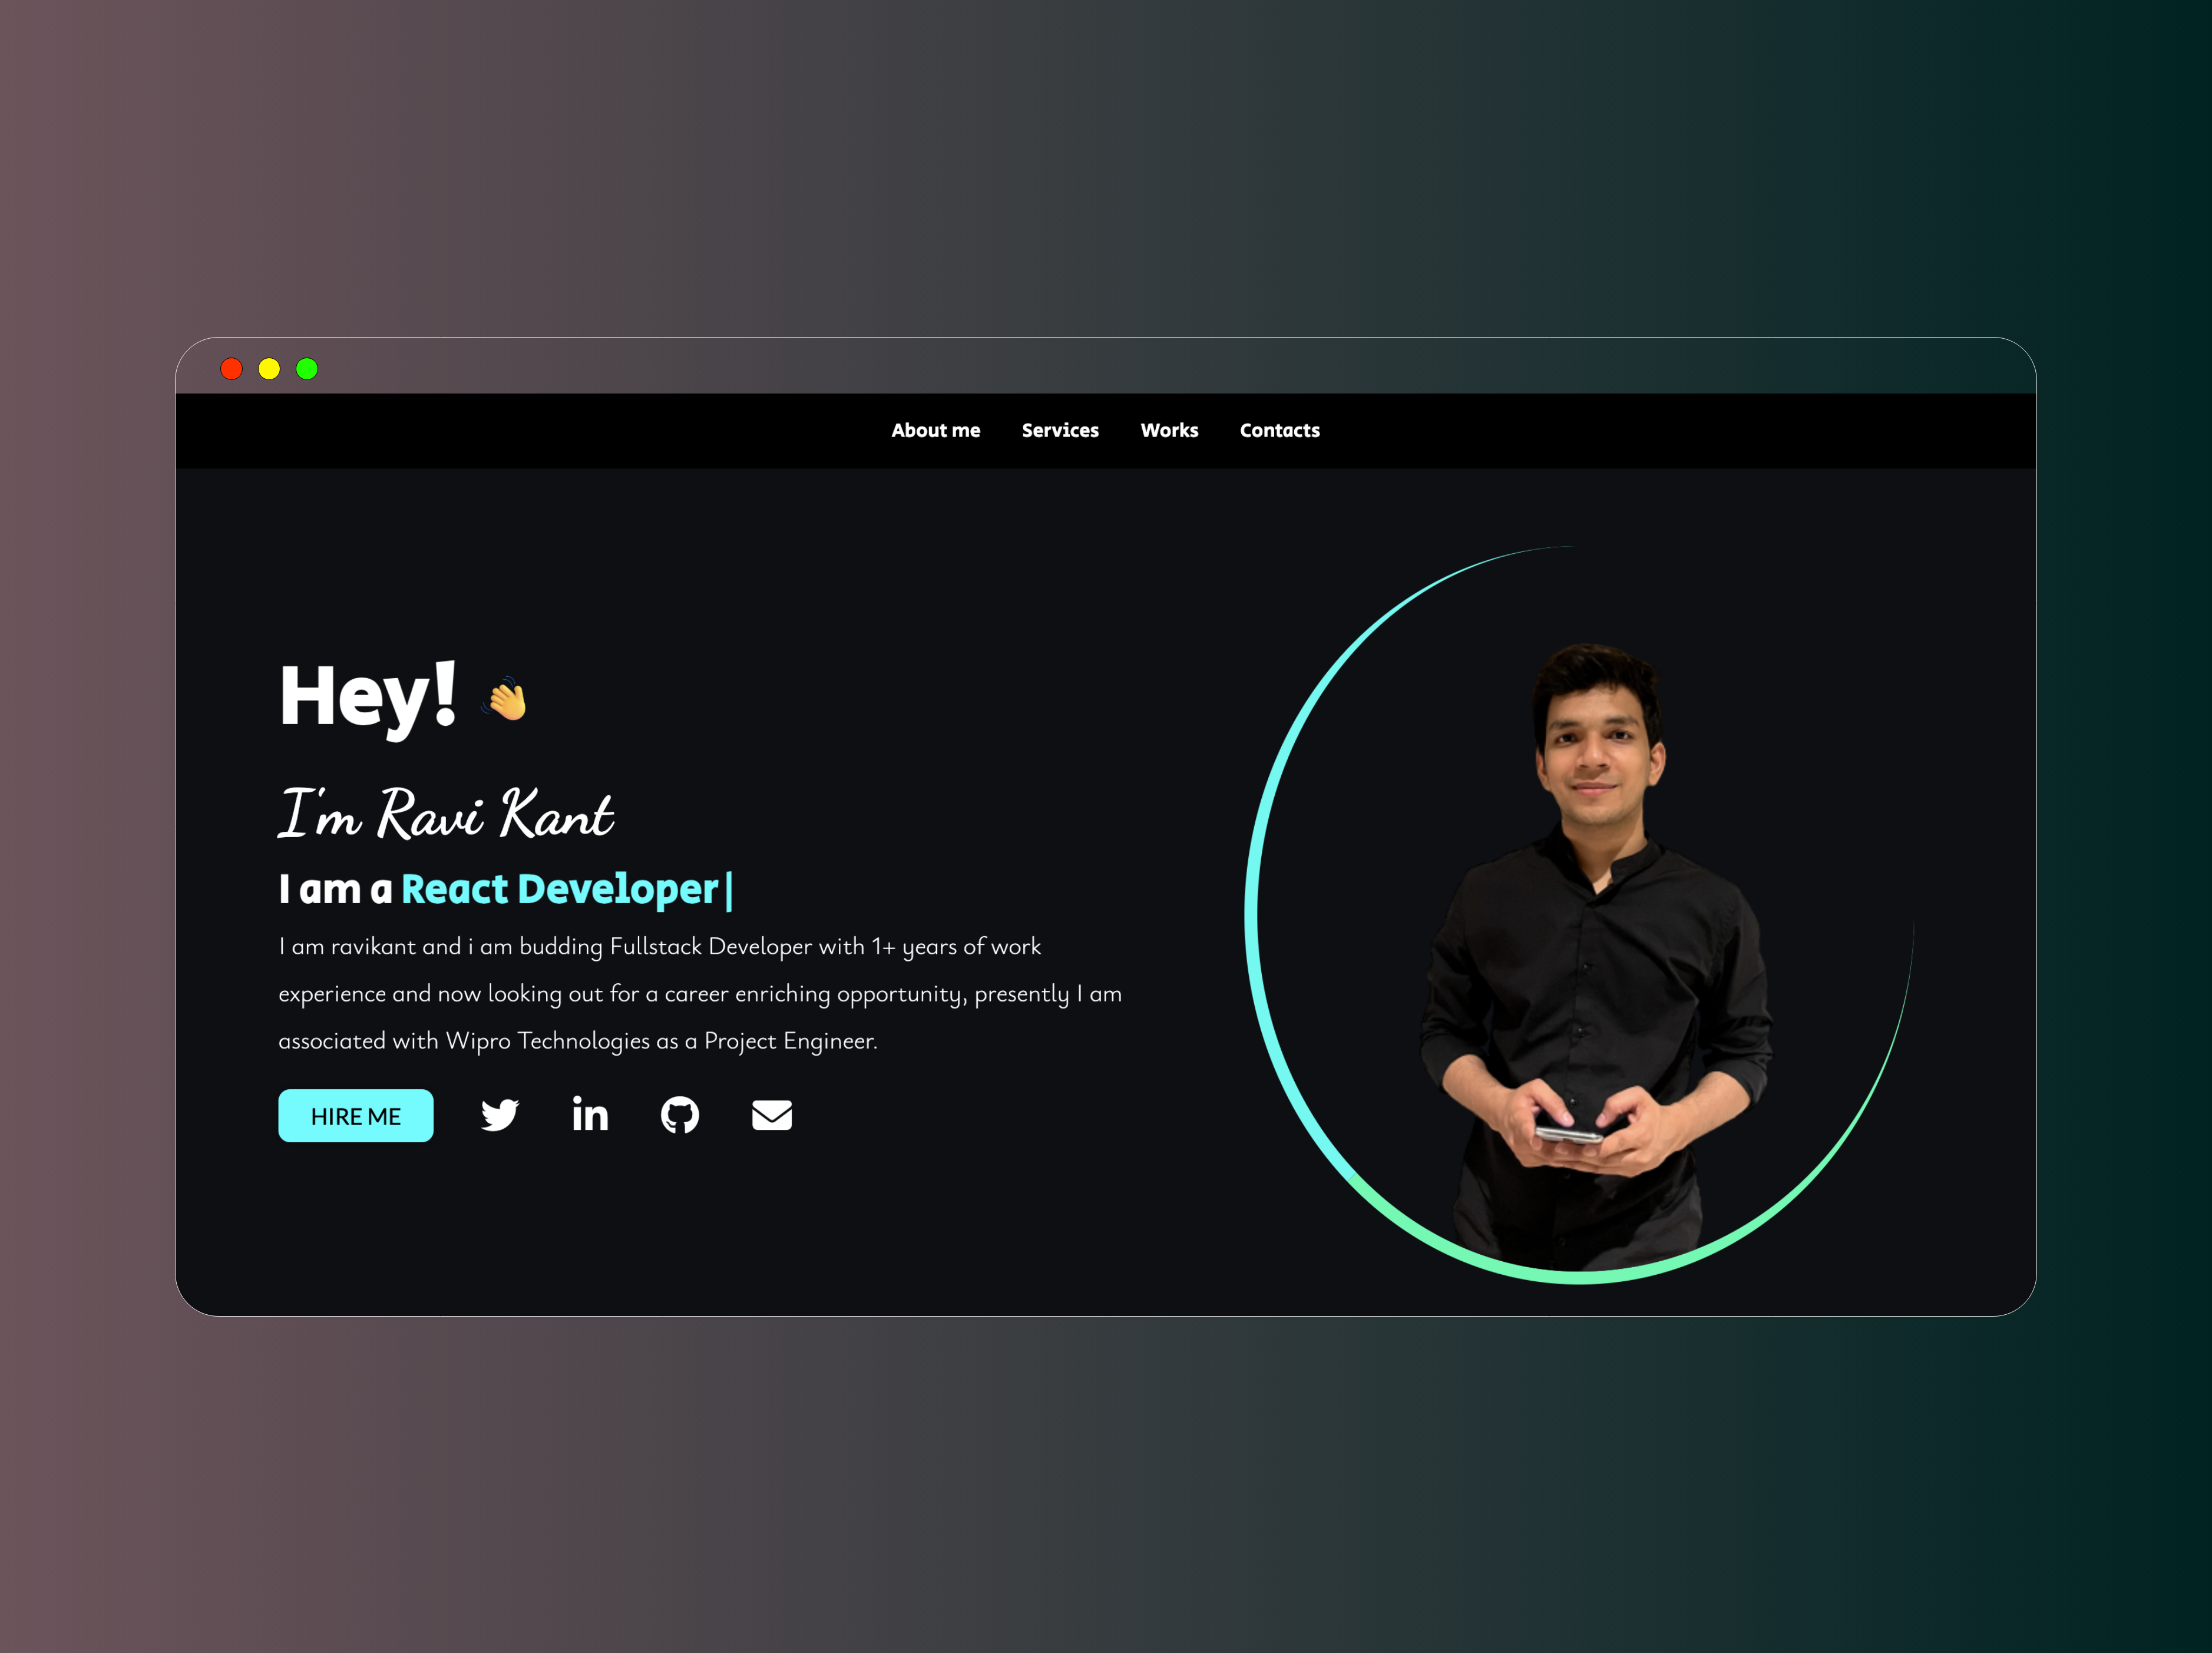 About me Services Works Contacts
Hey! 👋
I'm Ravi Kant
I am a React Developer|
I am ravikant and i am budding Fullstack Developer with 1+ years of work
experience and now looking out for a career enriching opportunity, presently I am
associated with Wipro Technologies as a Project Engineer.
HIRE ME